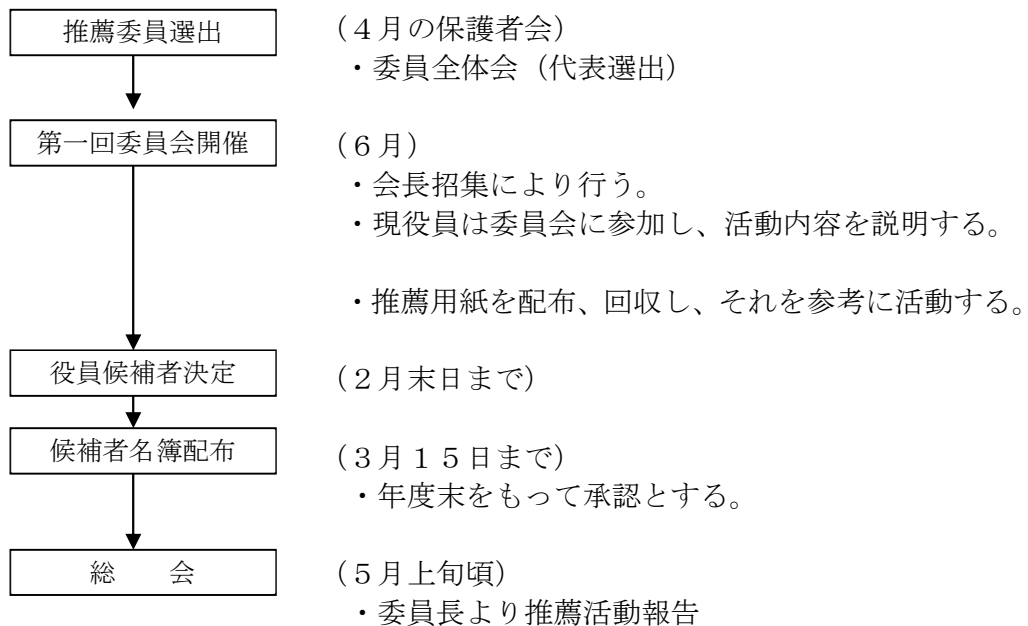 推薦委員選出 (４月の保護者会)
・委員全体会（代表選出）
第一回委員会開催 (６月)
・会長招集により行う。
・現役員は委員会に参加し、活動内容を説明する。
・推薦用紙を配布、回収し、それを参考に活動する。
役員候補者決定 (２月末日まで)
候補者名簿配布 (３月１５日まで)
・年度末をもって承認とする。
総　　会 (５月上旬頃)
・委員長より推薦活動報告